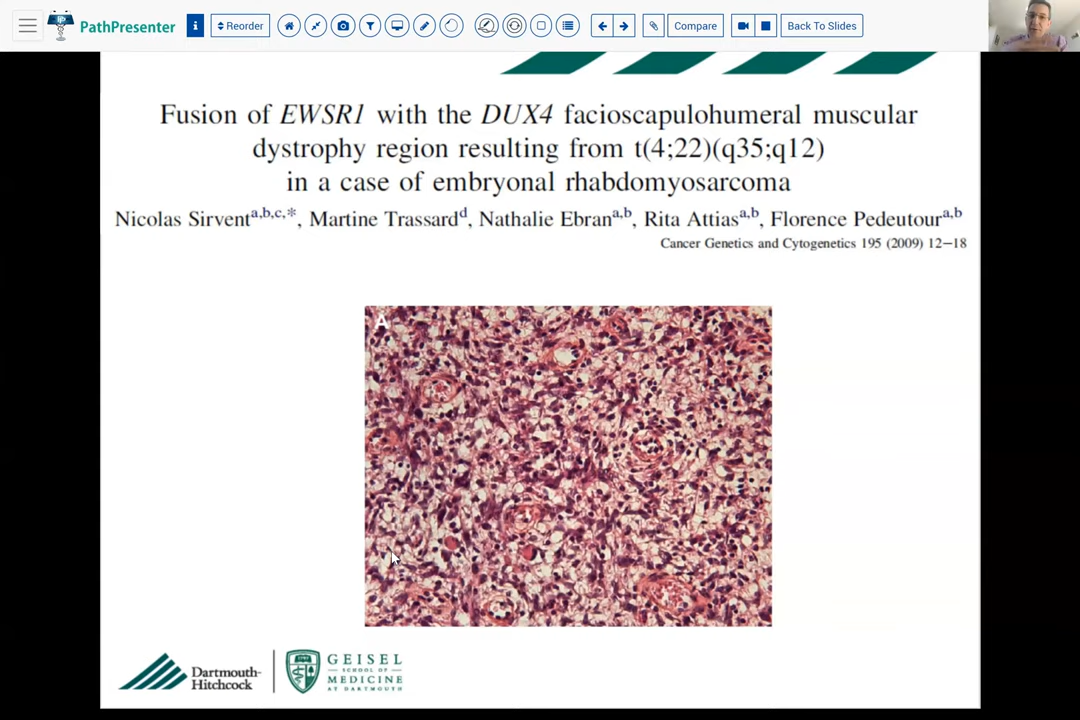 PathPresenter
Reorder
Compare
Back To Slides
Fusion of EWSR1 with the DUX4 facioscapulohumeral muscular
dystrophy region resulting from t(4;22)(q35;q12)
in a case of embryonal rhabdomyosarcoma
Nicolas Sirvent^a,b,c,*, Martine Trassard^d, Nathalie Ebran^a,b, Rita Attias^a,b, Florence Pedeutour^a,b
Cancer Genetics and Cytogenetics 195 (2009) 12–18
A
Dartmouth-
Hitchcock
GEISEL
SCHOOL OF
MEDICINE
AT DARTMOUTH